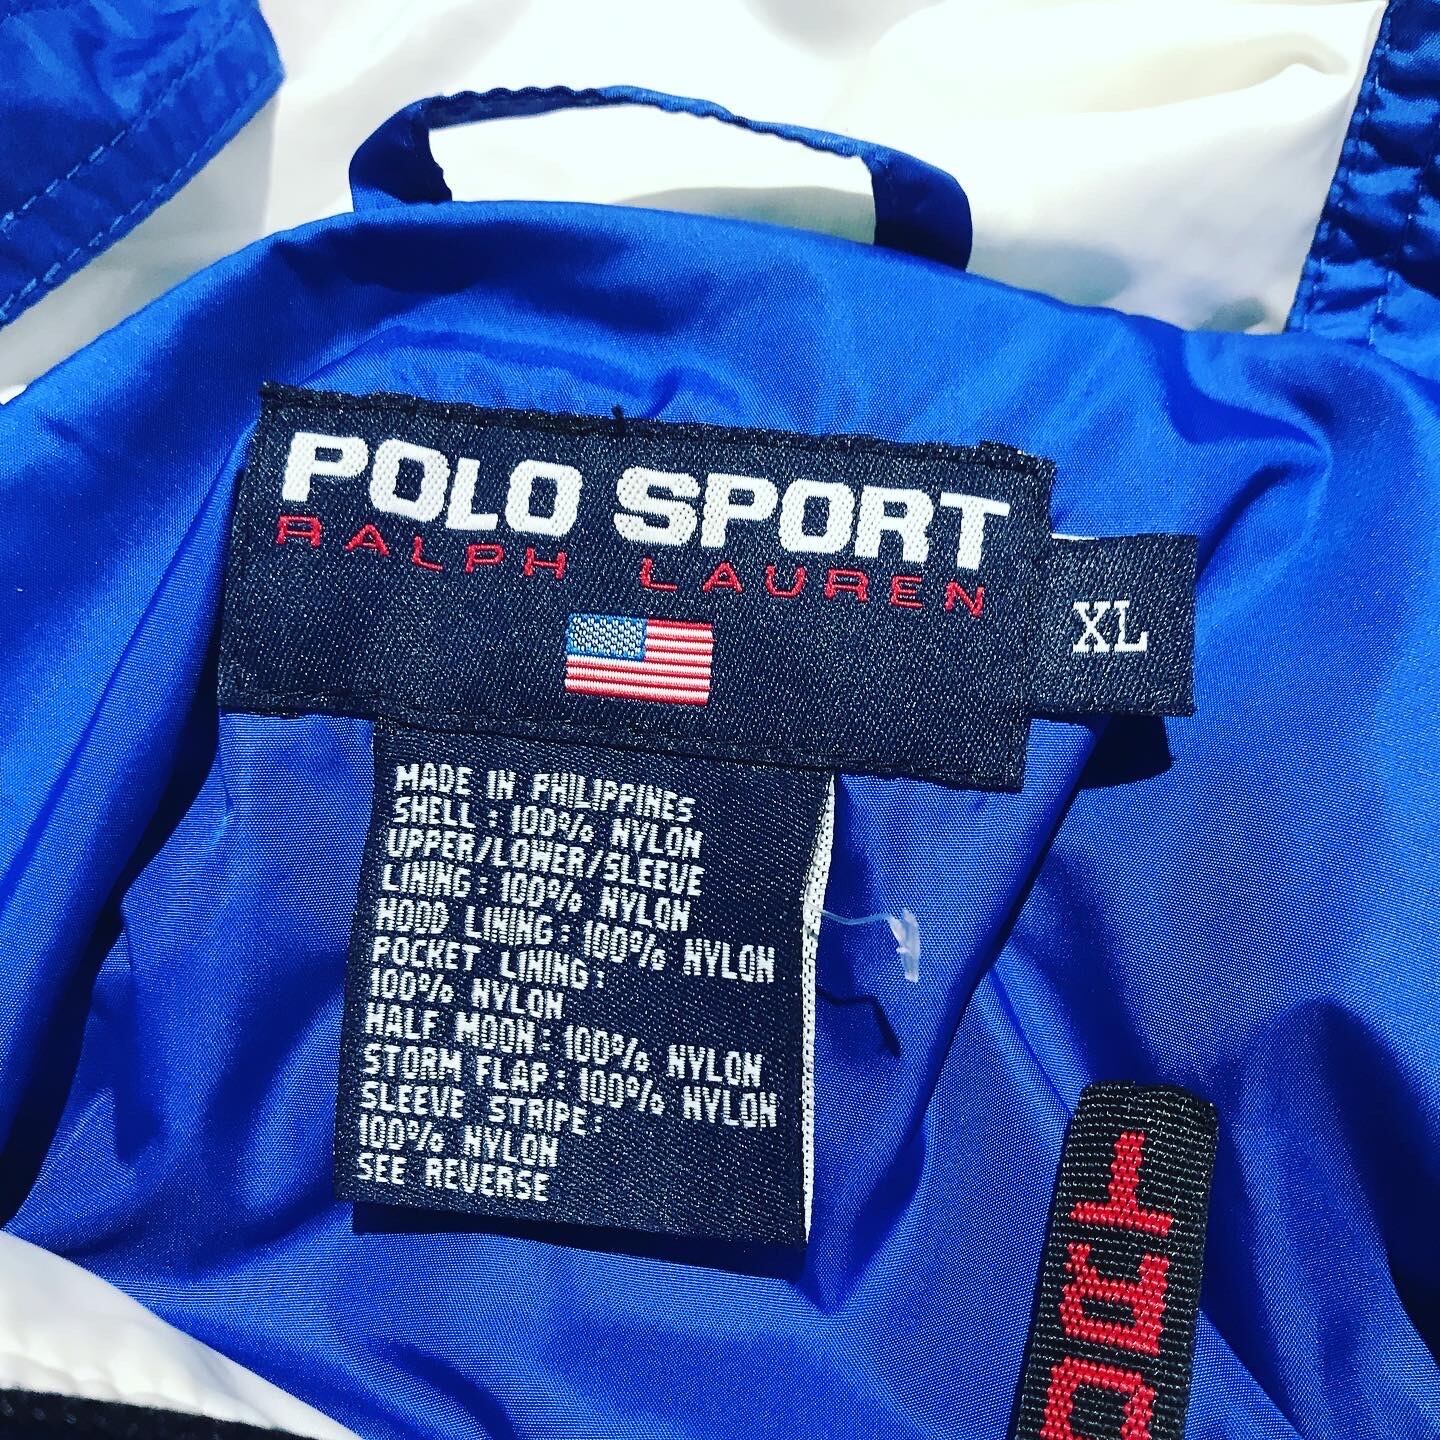 POLO SPORT
RALPH LAUREN
XL
MADE IN PHILIPPINES
SHELL: 100% NYLON
UPPER/LOWER/SLEEVE
LINING: 100% NYLON
HOOD LINING: 100% NYLON
POCKET LINING:
100% NYLON
HALF MOON: 100% NYLON
STORM FLAP: 100% NYLON
SLEEVE STRIPE:
100% NYLON
SEE REVERSE